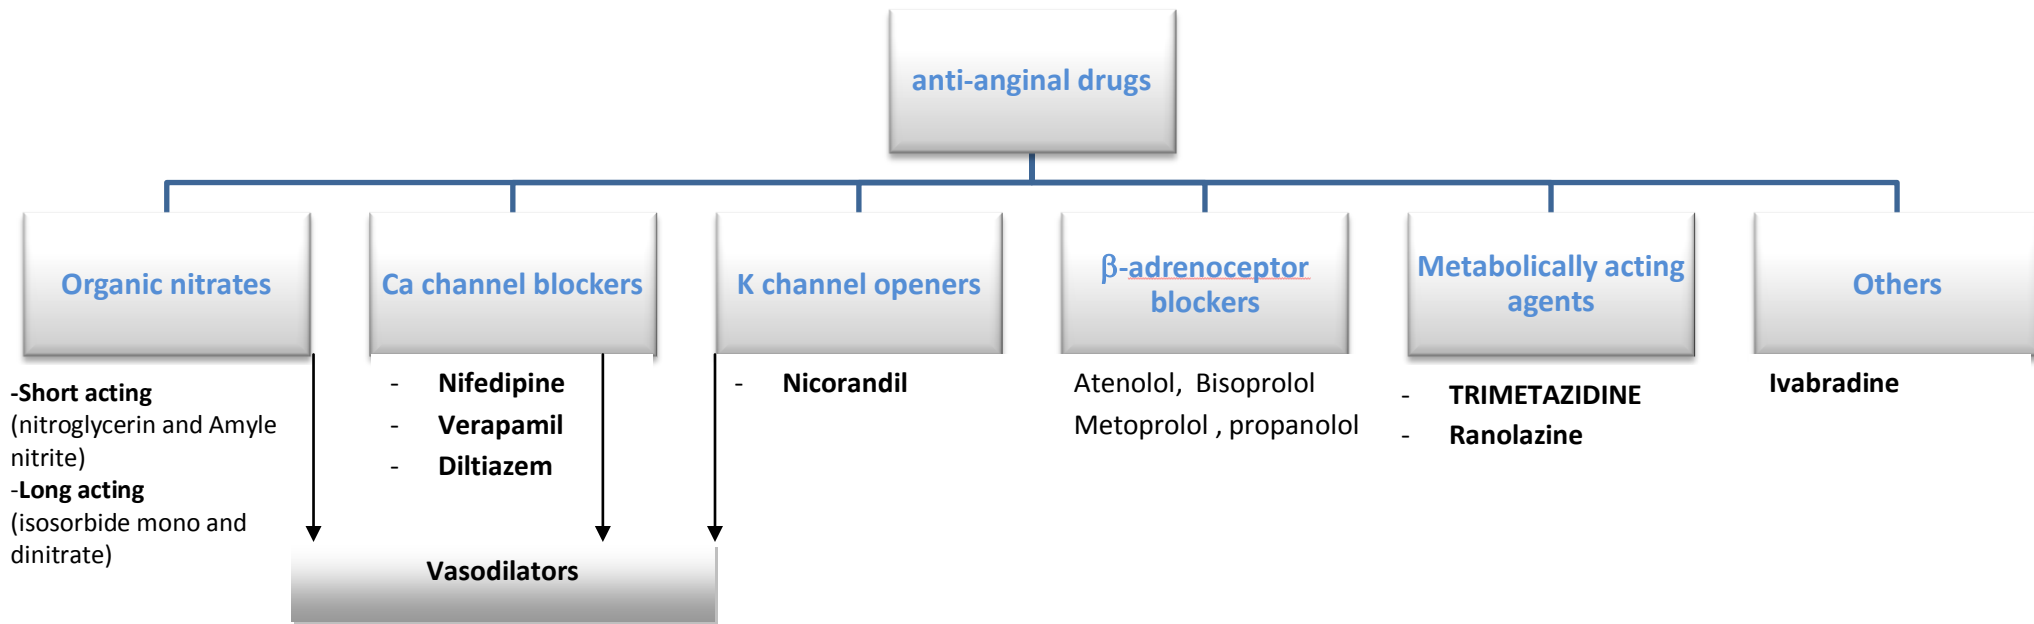 anti-anginal drugs
Organic nitrates
Ca channel blockers
K channel openers
β-adrenoceptor
blockers
Metabolically acting
agents
Others
-Short acting
(nitroglycerin and Amyle
nitrite)
-Long acting
(isosorbide mono and
dinitrate)
- Nifedipine
- Verapamil
- Diltiazem
- Nicorandil
Atenolol, Bisoprolol
Metoprolol , propanolol
- TRIMETAZIDINE
- Ranolazine
Ivabradine
Vasodilators